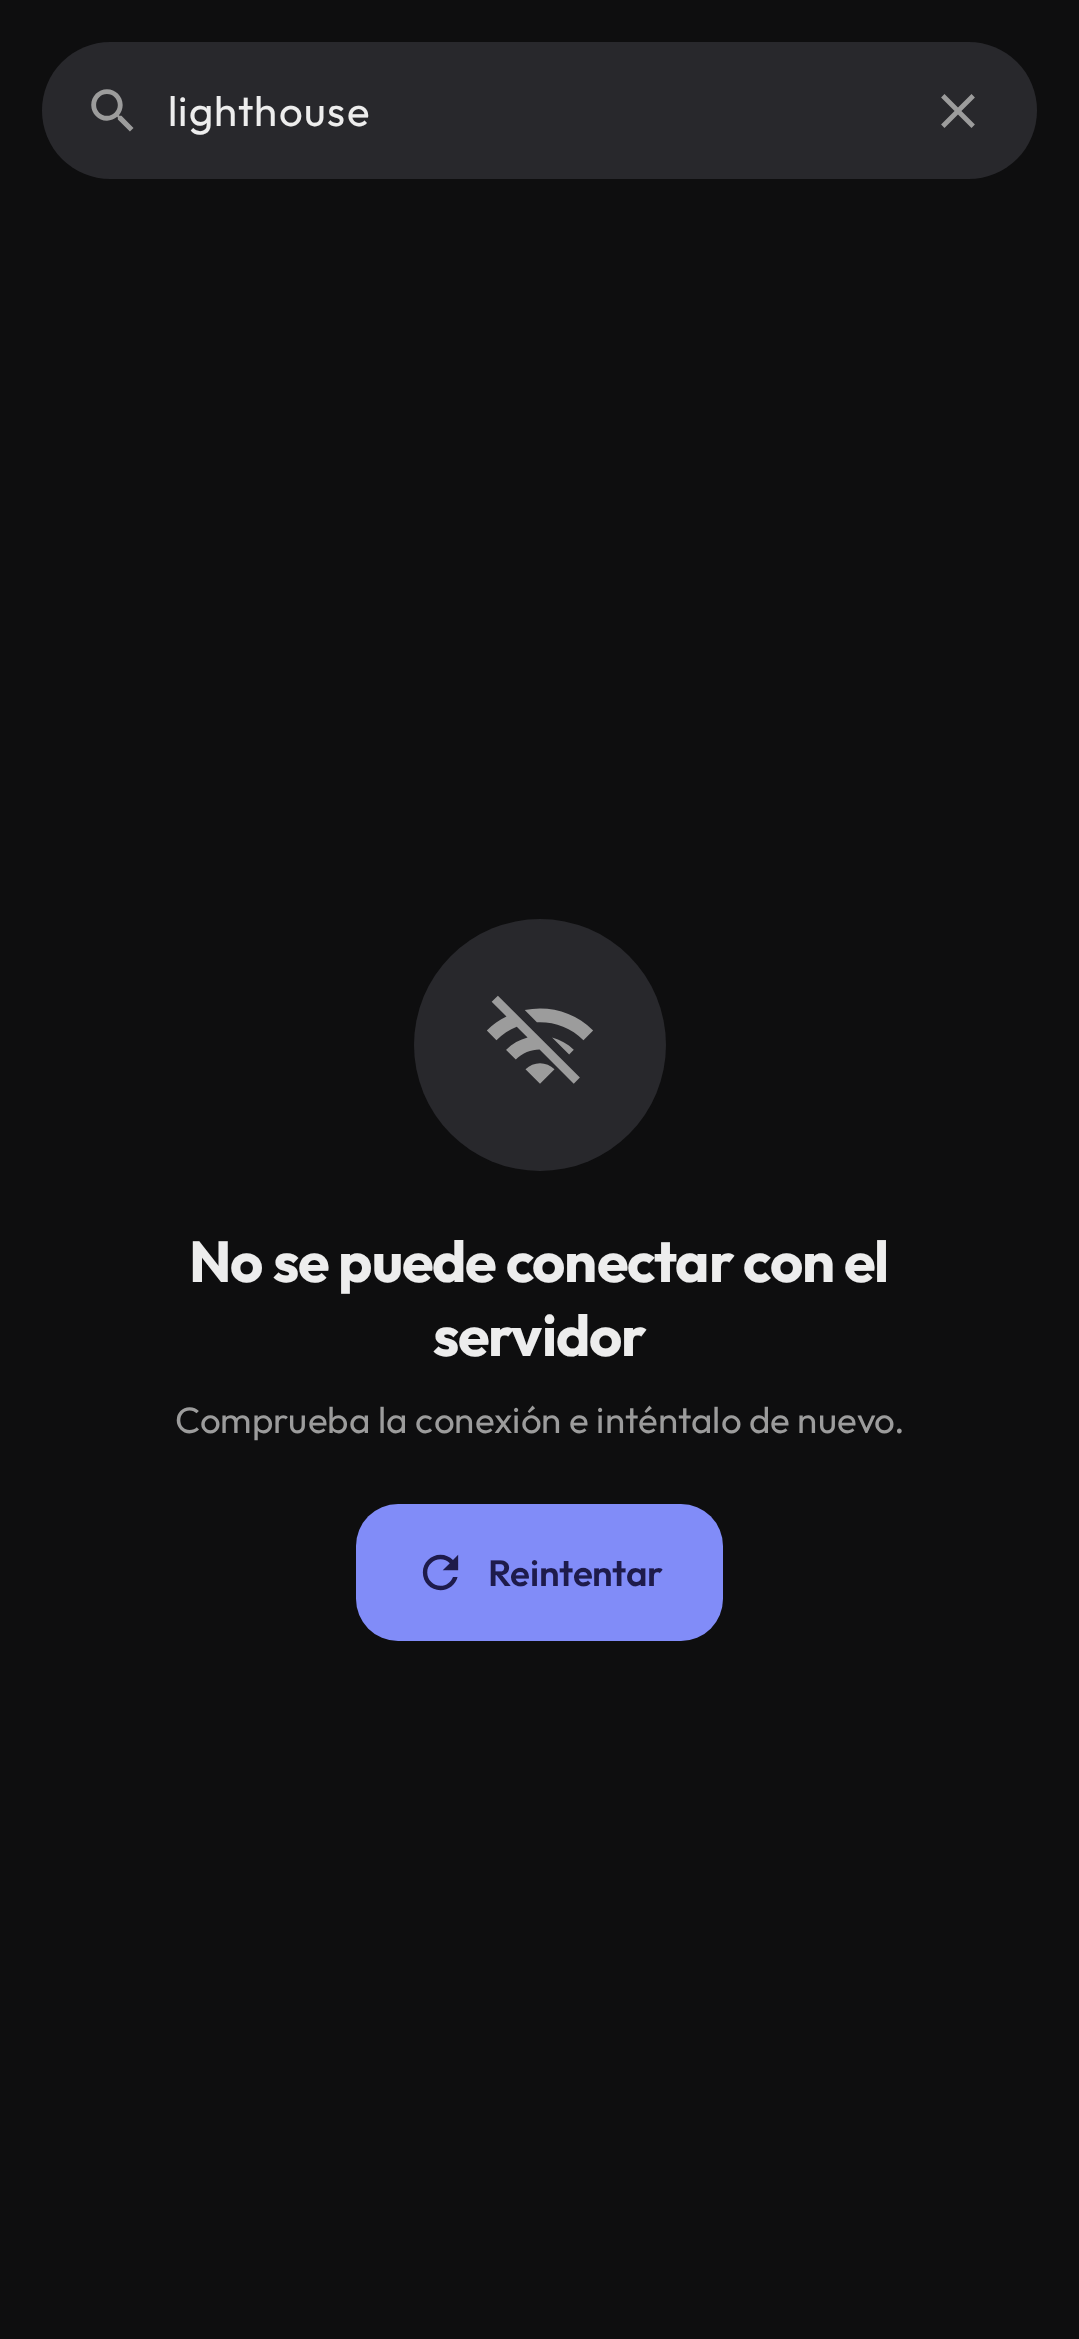 lighthouse
No se puede conectar con el
servidor
Comprueba la conexión e inténtalo de nuevo.
Reintentar